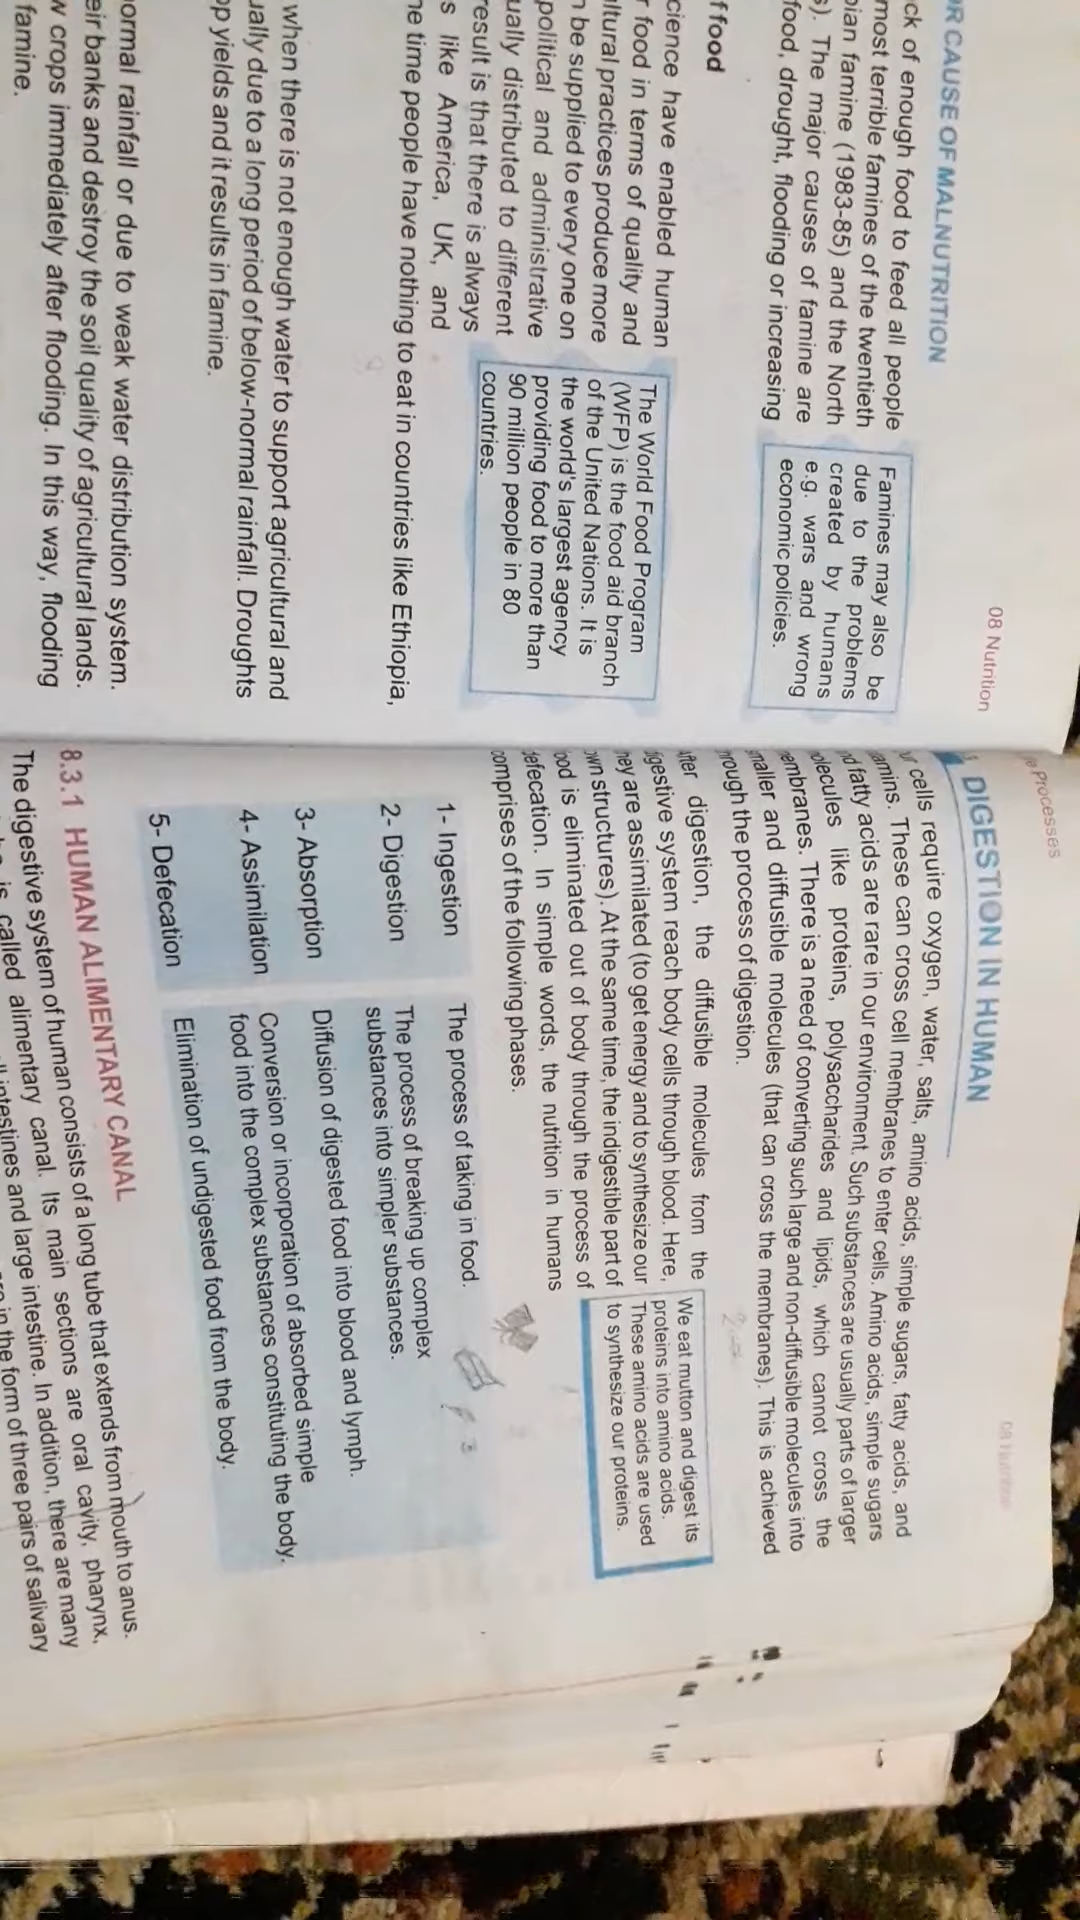 08 Nutrition
OR CAUSE OF MALNUTRITION
ck of enough food to feed all people
most terrible famines of the twentieth
pian famine (1983-85) and the North
s). The major causes of famine are
food, drought, flooding or increasing
Famines may also be
due to the problems
created by humans
e.g. wars and wrong
economic policies.
f food
cience have enabled human
r food in terms of quality and
ltural practices produce more
n be supplied to every one on
political and administrative
ually distributed to different
result is that there is always
s like America, UK, and
ne time people have nothing to eat in countries like Ethiopia,
The World Food Program
(WFP) is the food aid branch
of the United Nations. It is
the world's largest agency
providing food to more than
90 million people in 80
countries.
when there is not enough water to support agricultural and
ually due to a long period of below-normal rainfall. Droughts
op yields and it results in famine.
normal rainfall or due to weak water distribution system.
eir banks and destroy the soil quality of agricultural lands.
w crops immediately after flooding. In this way, flooding
famine.
e Processes
08 Nutrition
DIGESTION IN HUMAN
ur cells require oxygen, water, salts, amino acids, simple sugars, fatty acids, and
amins. These can cross cell membranes to enter cells. Amino acids, simple sugars
nd fatty acids are rare in our environment. Such substances are usually parts of larger
olecules like proteins, polysaccharides and lipids, which cannot cross the
embranes. There is a need of converting such large and non-diffusible molecules into
maller and diffusible molecules (that can cross the membranes). This is achieved
rough the process of digestion.
fter digestion, the diffusible molecules from the
igestive system reach body cells through blood. Here,
ney are assimilated (to get energy and to synthesize our
wn structures). At the same time, the indigestible part of
ood is eliminated out of body through the process of
defecation. In simple words, the nutrition in humans
comprises of the following phases.
We eat mutton and digest its
proteins into amino acids.
These amino acids are used
to synthesize our proteins.
1- Ingestion The process of taking in food.
2- Digestion The process of breaking up complex
substances into simpler substances.
3- Absorption Diffusion of digested food into blood and lymph.
4- Assimilation Conversion or incorporation of absorbed simple
food into the complex substances constituting the body.
5- Defecation Elimination of undigested food from the body.
8.3.1 HUMAN ALIMENTARY CANAL
The digestive system of human consists of a long tube that extends from mouth to anus.
is called alimentary canal. Its main sections are oral cavity, pharynx,
intestines and large intestine. In addition, there are many
are in the form of three pairs of salivary